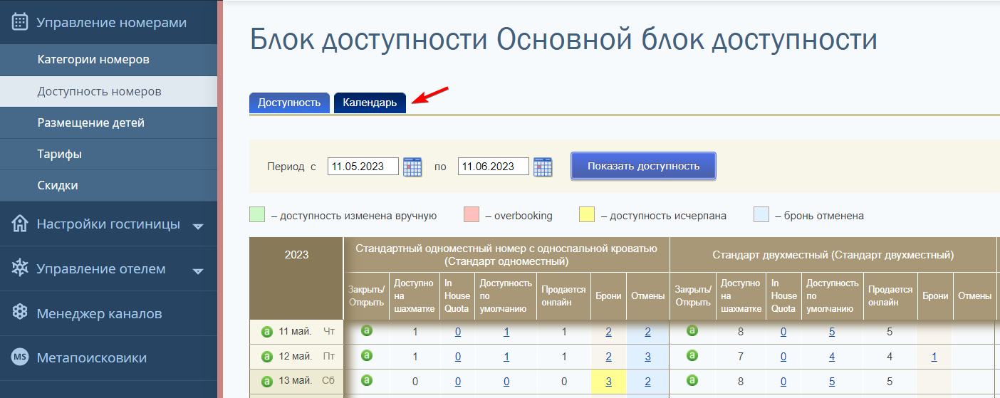 Управление номерами
Категории номеров
Доступность номеров
Размещение детей
Тарифы
Скидки
Настройки гостиницы
Управление отелем
Менеджер каналов
MS Метапоисковики
Блок доступности Основной блок доступности
Доступность Календарь
Период с 11.05.2023 по 11.06.2023 Показать доступность
– доступность изменена вручную – overbooking – доступность исчерпана – бронь отменена
2023 Стандартный одноместный номер с односпальной кроватью
(Стандарт одноместный) Стандарт двухместный (Стандарт двухместный)
Закрыть/
Открыть
Доступно
на
шахматке
In
House
Quota
Доступность
по
умолчанию
Продается
онлайн
Брони
Отмены
Закрыть/
Открыть
Доступно
на
шахматке
In
House
Quota
Доступность
по
умолчанию
Продается
онлайн
Брони
Отмены
a 11 май. Чт a 1 0 1 1 2 2 a 8 0 5 5
a 12 май. Пт a 1 0 1 1 2 3 a 7 0 4 4 1
a 13 май. Сб a 0 0 0 0 3 2 a 8 0 5 5